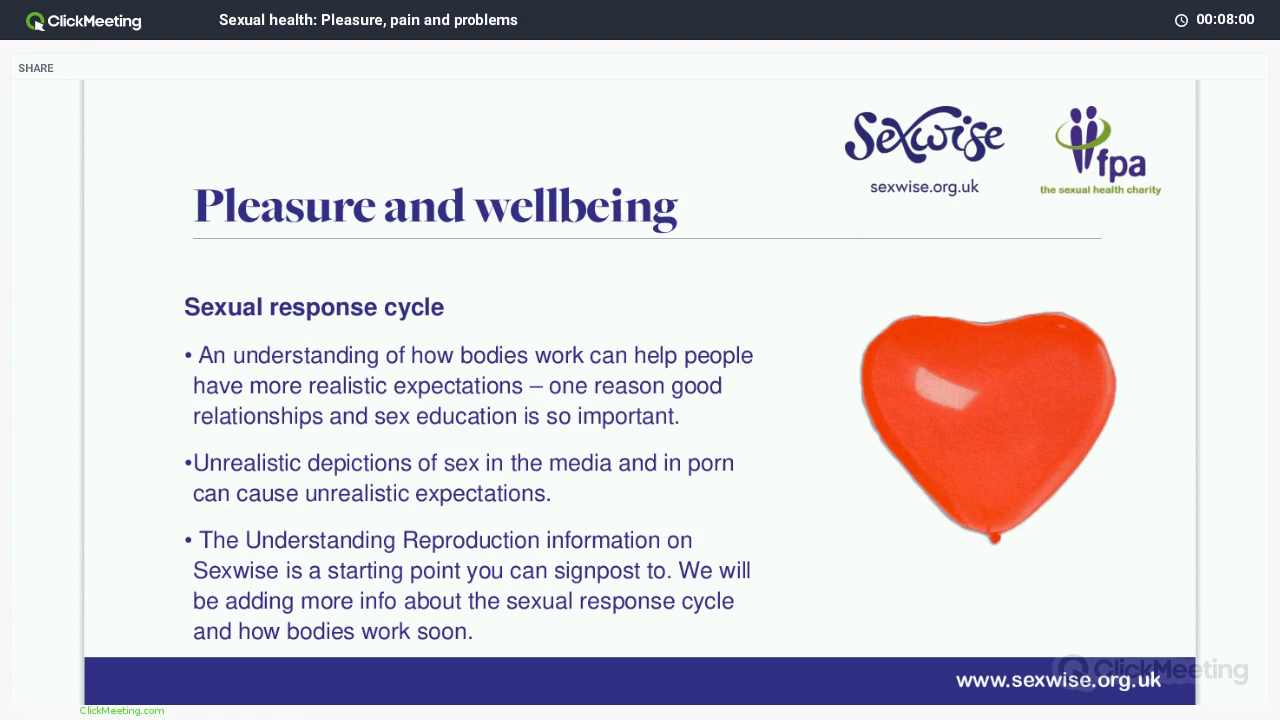 ClickMeeting
Sexual health: Pleasure, pain and problems
00:08:00
SHARE
Sexwise
sexwise.org.uk
fpa
the sexual health charity
Pleasure and wellbeing
Sexual response cycle
• An understanding of how bodies work can help people
have more realistic expectations – one reason good
relationships and sex education is so important.
•Unrealistic depictions of sex in the media and in porn
can cause unrealistic expectations.
• The Understanding Reproduction information on
Sexwise is a starting point you can signpost to. We will
be adding more info about the sexual response cycle
and how bodies work soon.
ClickMeeting
www.sexwise.org.uk
ClickMeeting.com